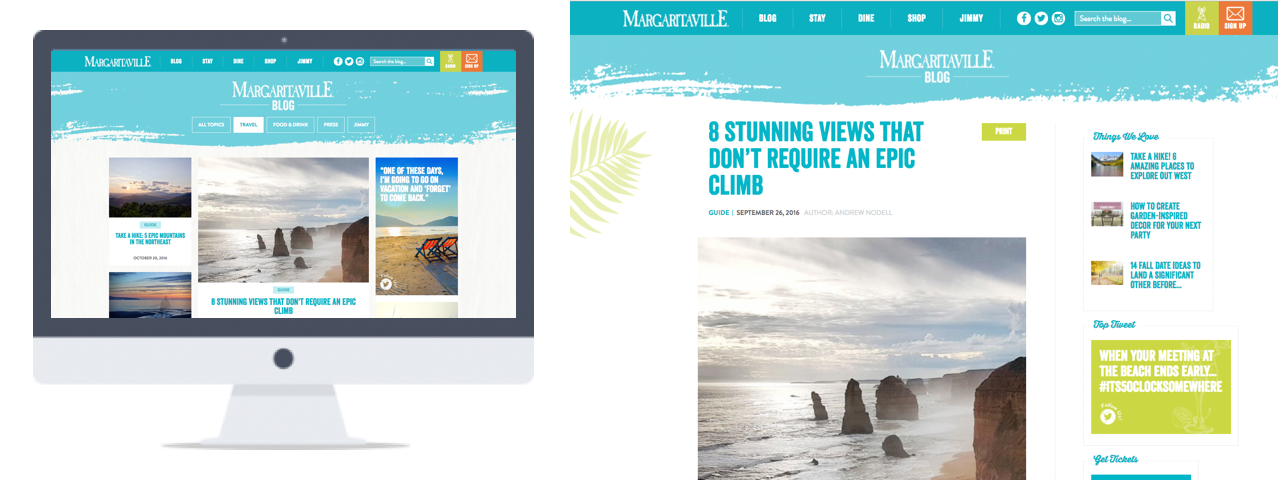 MARGARITAVILLE
BLOG
STAY
DINE
SHOP
JIMMY
Search the blog...
RADIO
SIGN UP
MARGARITAVILLE
BLOG
ALL TOPICS
TRAVEL
FOOD & DRINK
PRESS
JIMMY
GUIDE
TAKE A HIKE: 5 EPIC MOUNTAINS
IN THE NORTHEAST
OCTOBER 20, 2016
GUIDE
8 STUNNING VIEWS THAT DON'T REQUIRE AN EPIC
CLIMB
"ONE OF THESE DAYS,
I'M GOING TO GO ON
VACATION AND 'FORGET'
TO COME BACK."
MARGARITAVILLE
BLOG
STAY
DINE
SHOP
JIMMY
Search the blog...
RADIO
SIGN UP
MARGARITAVILLE
BLOG
8 STUNNING VIEWS THAT
DON'T REQUIRE AN EPIC
CLIMB
PRINT
GUIDE | SEPTEMBER 26, 2016 AUTHOR: ANDREW NODELL
Things We Love
TAKE A HIKE! 6
AMAZING PLACES TO
EXPLORE OUT WEST
HOW TO CREATE
GARDEN-INSPIRED
DECOR FOR YOUR NEXT
PARTY
14 FALL DATE IDEAS TO
LAND A SIGNIFICANT
OTHER BEFORE...
Top Tweet
WHEN YOUR MEETING AT
THE BEACH ENDS EARLY...
#ITS5OCLOCKSOMEWHERE
Get Tickets